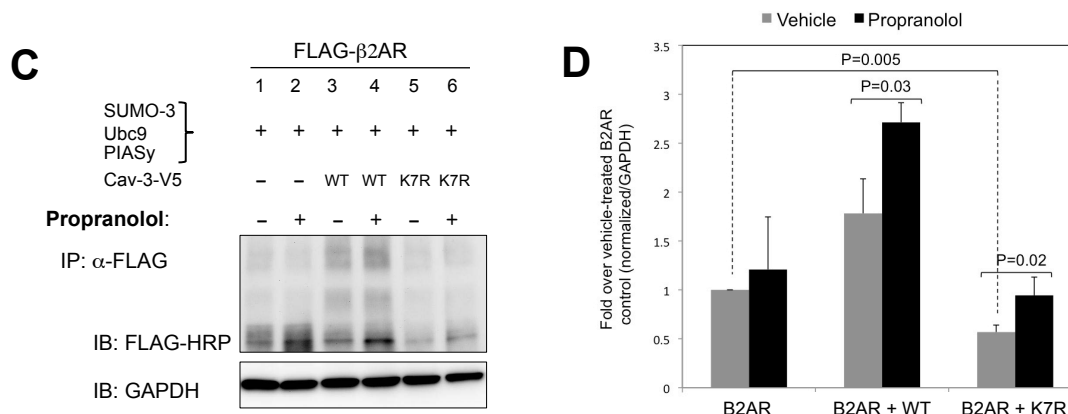 C
FLAG-β2AR
1 2 3 4 5 6
SUMO-3
Ubc9
PIASy
+ + + + + +
Cav-3-V5
– – WT WT K7R K7R
Propranolol:
– + – + – +
IP: α-FLAG
IB: FLAG-HRP
IB: GAPDH
D
Vehicle Propranolol
Fold over vehicle-treated B2AR
control (normalized/GAPDH)
3.5
3
2.5
2
1.5
1
0.5
0
P=0.005
P=0.03
P=0.02
B2AR B2AR + WT B2AR + K7R